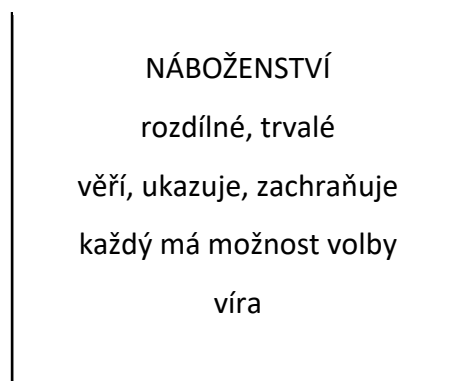 NÁBOŽENSTVÍ
rozdílné, trvalé
věří, ukazuje, zachraňuje
každý má možnost volby
víra